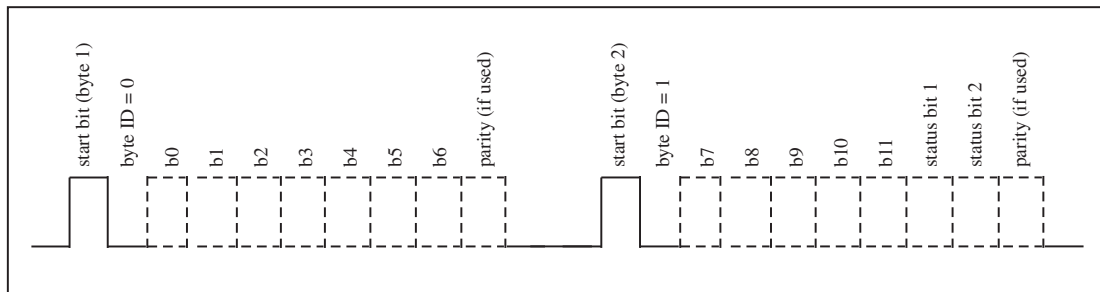 start bit (byte 1)
byte ID = 0
b0
b1
b2
b3
b4
b5
b6
parity (if used)
start bit (byte 2)
byte ID = 1
b7
b8
b9
b10
b11
status bit 1
status bit 2
parity (if used)